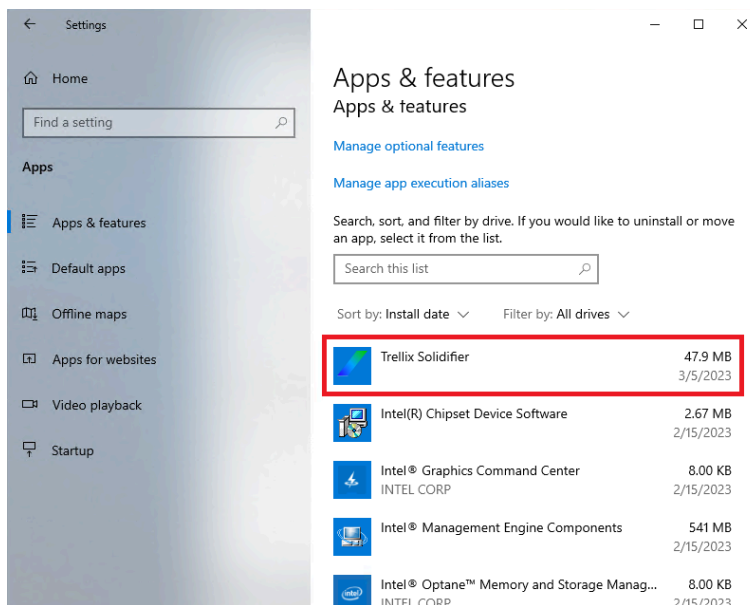 Settings
Home
Find a setting
Apps
Apps & features
Default apps
Offline maps
Apps for websites
Video playback
Startup
Apps & features
Apps & features
Manage optional features
Manage app execution aliases
Search, sort, and filter by drive. If you would like to uninstall or move
an app, select it from the list.
Search this list
Sort by: Install date Filter by: All drives
Trellix Solidifier 47.9 MB
3/5/2023
Intel(R) Chipset Device Software 2.67 MB
2/15/2023
Intel® Graphics Command Center 8.00 KB
INTEL CORP 2/15/2023
Intel® Management Engine Components 541 MB
2/15/2023
Intel® Optane™ Memory and Storage Manag... 8.00 KB
INTEL CORP 2/15/2023